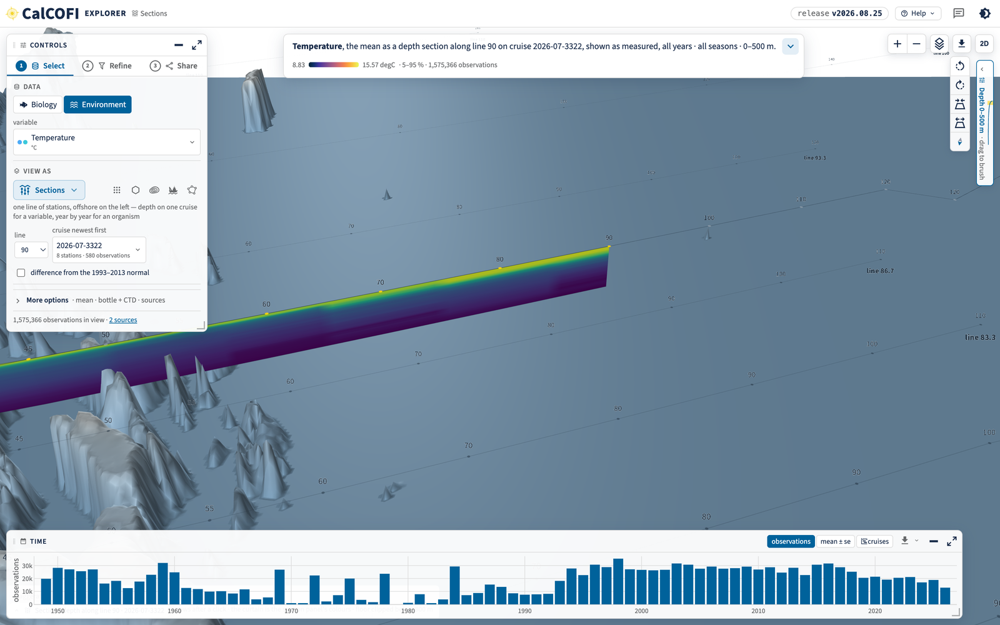 CalCOFI EXPLORER Sections
release v2026.08.25
Help
CONTROLS
1 Select
2 Refine
3 Share
DATA
Biology
Environment
variable
Temperature
°C
VIEW AS
Sections
one line of stations, offshore on the left — depth on one cruise
for a variable, year by year for an organism
line
cruise newest first
90
2026-07-3322
8 stations · 580 observations
difference from the 1993–2013 normal
More options · mean · bottle + CTD · sources
1,575,366 observations in view · 2 sources
Temperature, the mean as a depth section along line 90 on cruise 2026-07-3322, shown as measured, all years · all seasons · 0–500 m.
8.83
15.57 degC · 5–95 % · 1,575,366 observations
2D
Depth 0–500 m · drag to brush
line 93.3
line 86.7
line 83.3
120
120
110
100
90
80
70
60
50
45
110
100
90
80
70
60
50
45
110
100
90
80
70
60
55
100
90
80
80
70
60
TIME
observations
mean ± se
cruises
observations
30k
20k
10k
0
1950
1960
1970
1980
1990
2000
2010
2020